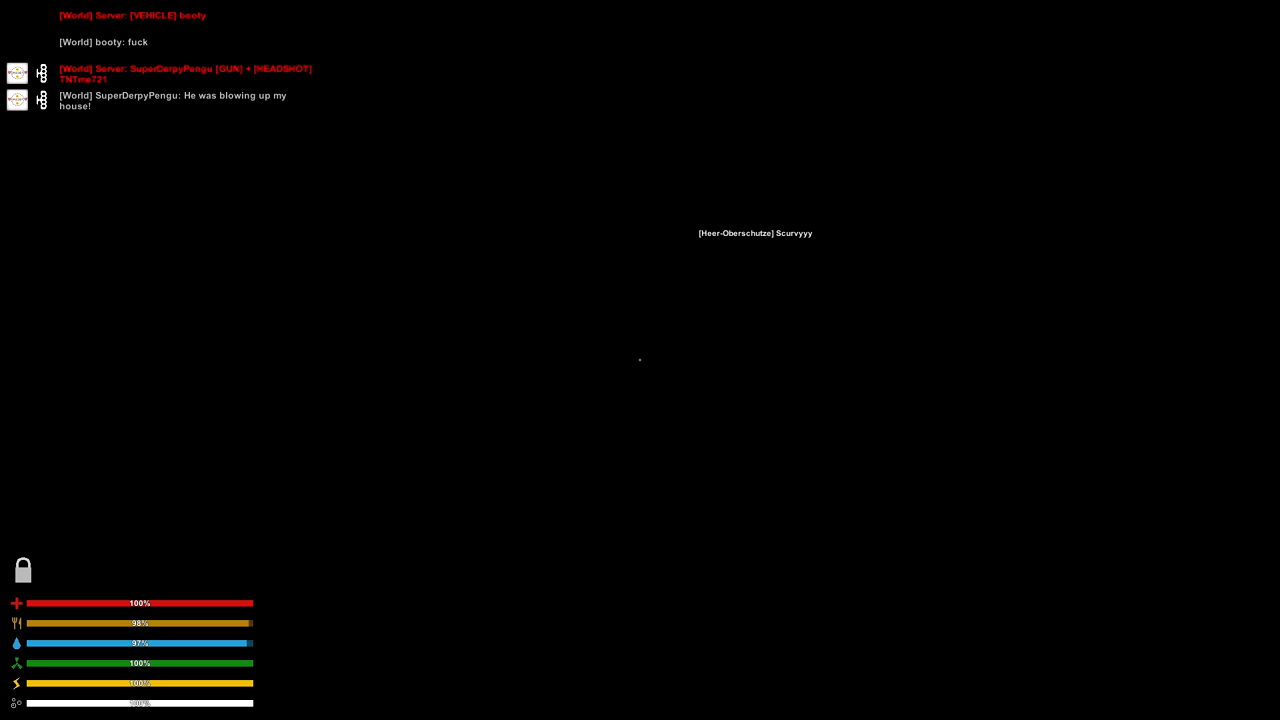 [World] Server: [VEHICLE] booty
[World] booty: fuck
[World] Server: SuperDerpyPengu [GUN] + [HEADSHOT]
TNTme721
[World] SuperDerpyPengu: He was blowing up my
house!
[Heer-Oberschutze] Scurvyyy
100%
98%
97%
100%
100%
100%